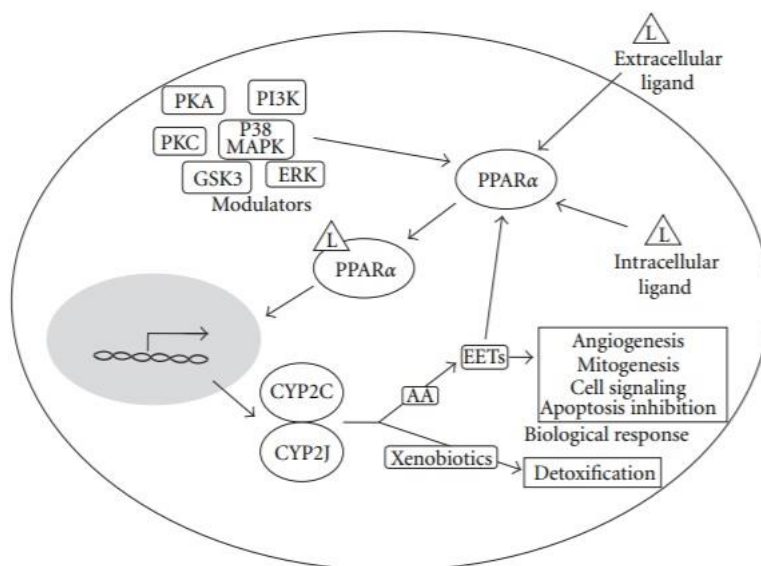 L
Extracellular
ligand
PKA
PI3K
PKC
P38
MAPK
GSK3
ERK
Modulators
PPARα
L
PPARα
L
Intracellular
ligand
CYP2C
CYP2J
AA
EETs
Angiogenesis
Mitogenesis
Cell signaling
Apoptosis inhibition
Biological response
Xenobiotics
Detoxification